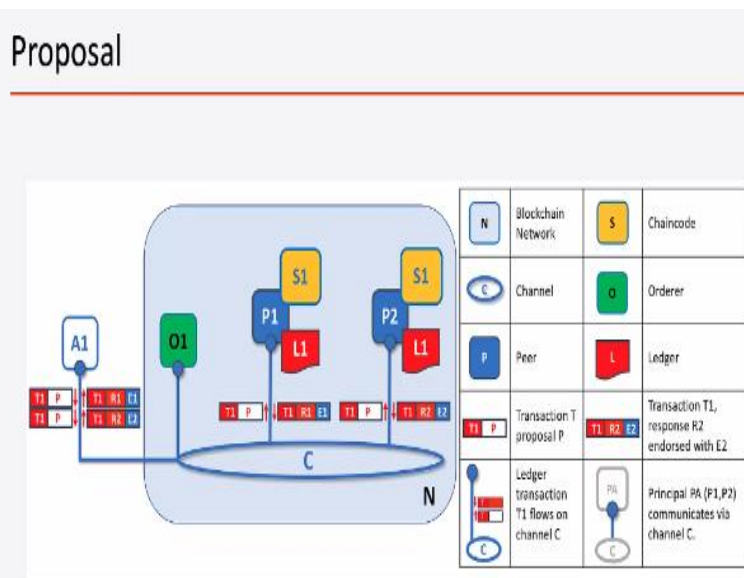 Proposal
A1
O1
P1
S1
L1
P2
S1
L1
T1 P T1 R1 E1
T1 P T1 R2 E2
T1 P T1 R1 E1
T1 P T1 R2 E2
C
N
N Blockchain Network
S Chaincode
C Channel
O Orderer
P Peer
L Ledger
T1 P Transaction T
proposal P
T1 R2 E2 Transaction T1,
response R2
endorsed with E2
C Ledger
transaction
T1 flows on
channel C
PA C Principal PA (P1,P2)
communicates via
channel C.